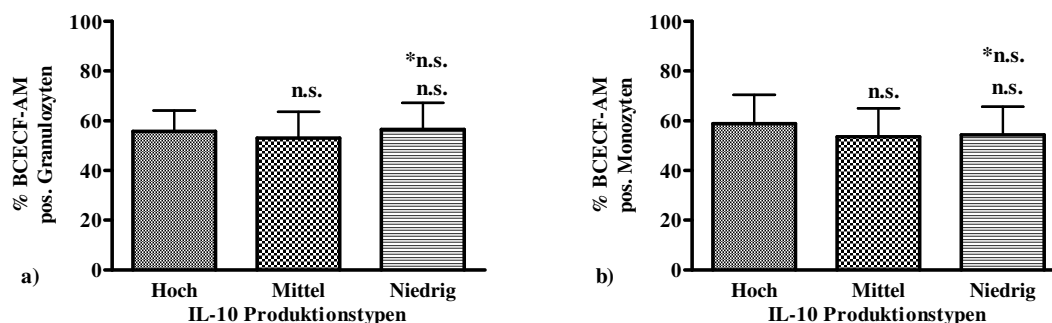 % BCECF-AM
pos. Granulozyten
100
80
60
40
20
0
*n.s.
n.s.
n.s.
a)
Hoch
Mittel
Niedrig
IL-10 Produktionstypen
% BCECF-AM
pos. Monozyten
100
80
60
40
20
0
*n.s.
n.s.
n.s.
b)
Hoch
Mittel
Niedrig
IL-10 Produktionstypen